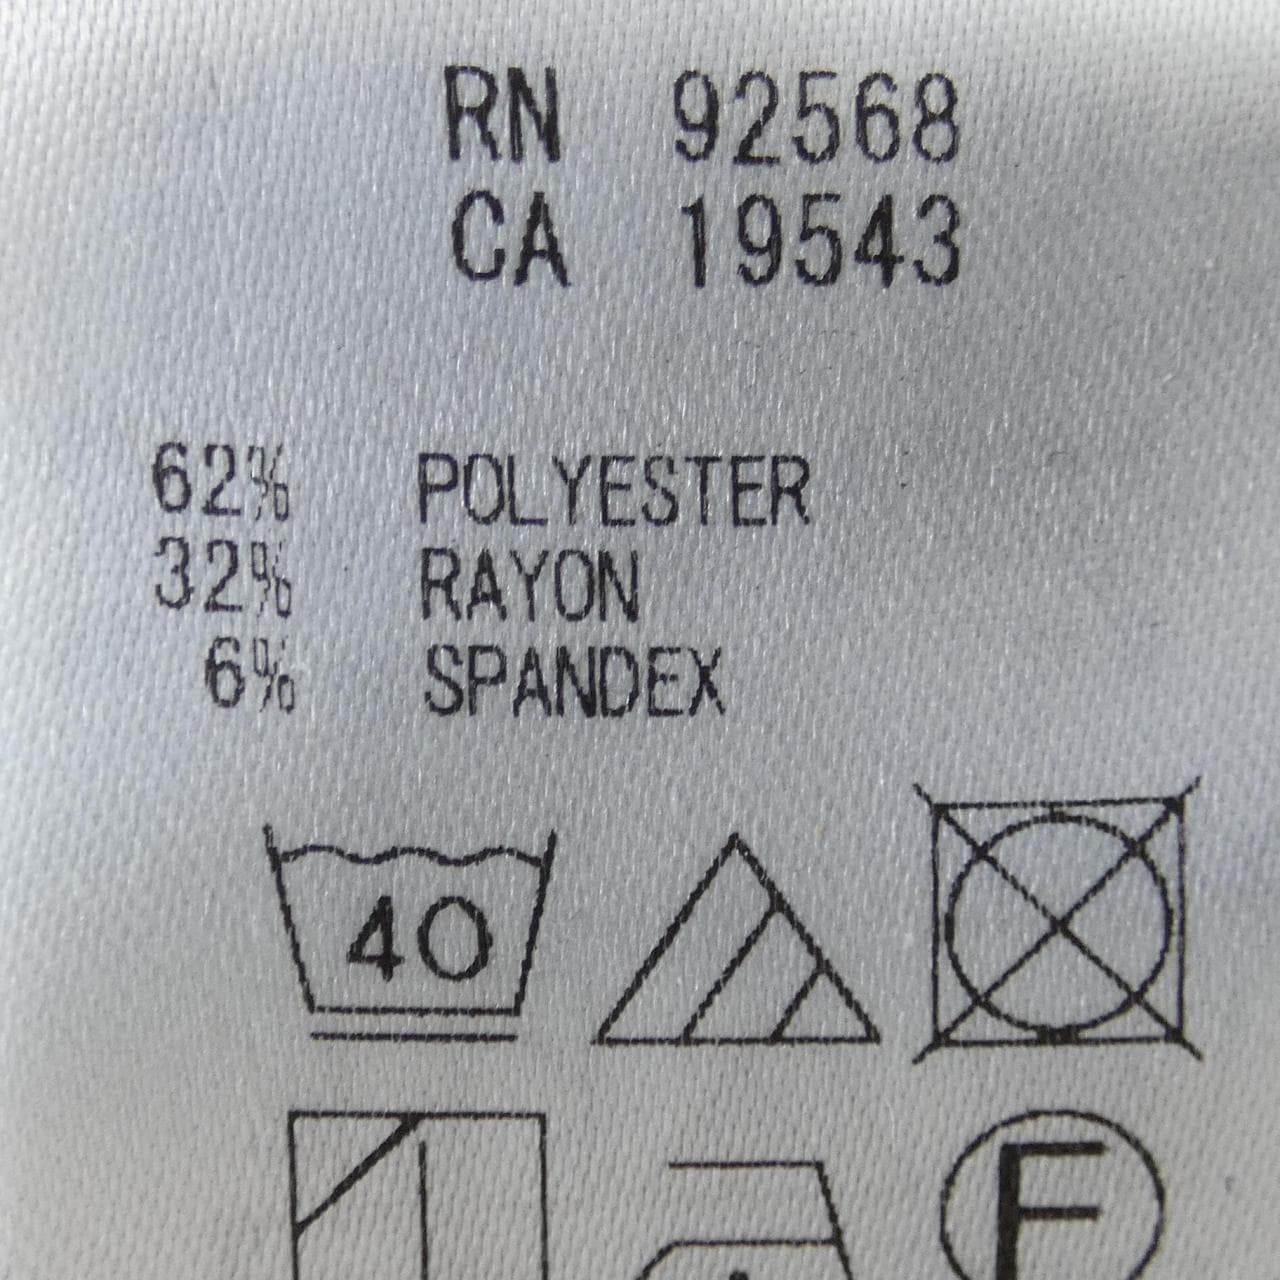 RN 92568
CA 19543
62% POLYESTER
32% RAYON
6% SPANDEX
40
F